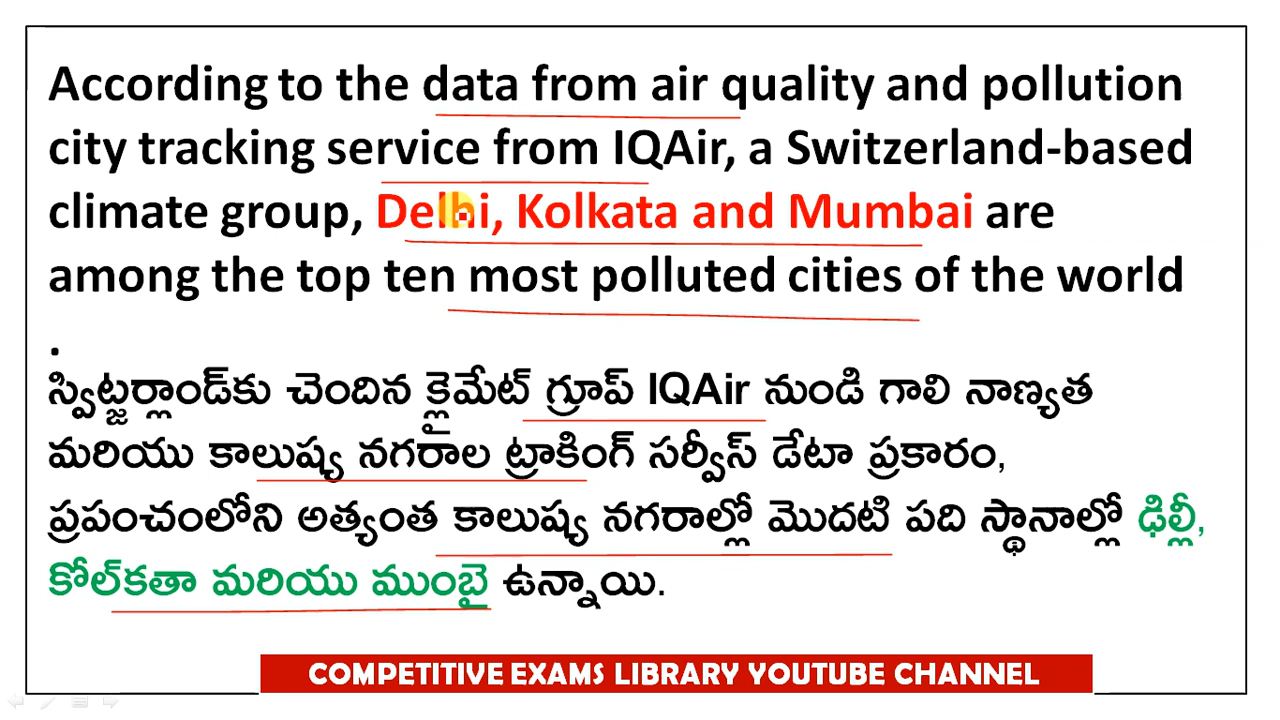 According to the data from air quality and pollution
city tracking service from IQAir, a Switzerland-based
climate group, Delhi, Kolkata and Mumbai are
among the top ten most polluted cities of the world
.
స్విట్జర్లాండ్‌కు చెందిన క్లైమేట్ గ్రూప్ IQAir నుండి గాలి నాణ్యత
మరియు కాలుష్య నగరాల ట్రాకింగ్ సర్వీస్ డేటా ప్రకారం,
ప్రపంచంలోని అత్యంత కాలుష్య నగరాల్లో మొదటి పది స్థానాల్లో ఢిల్లీ,
కోల్‌కతా మరియు ముంబై ఉన్నాయి.
COMPETITIVE EXAMS LIBRARY YOUTUBE CHANNEL